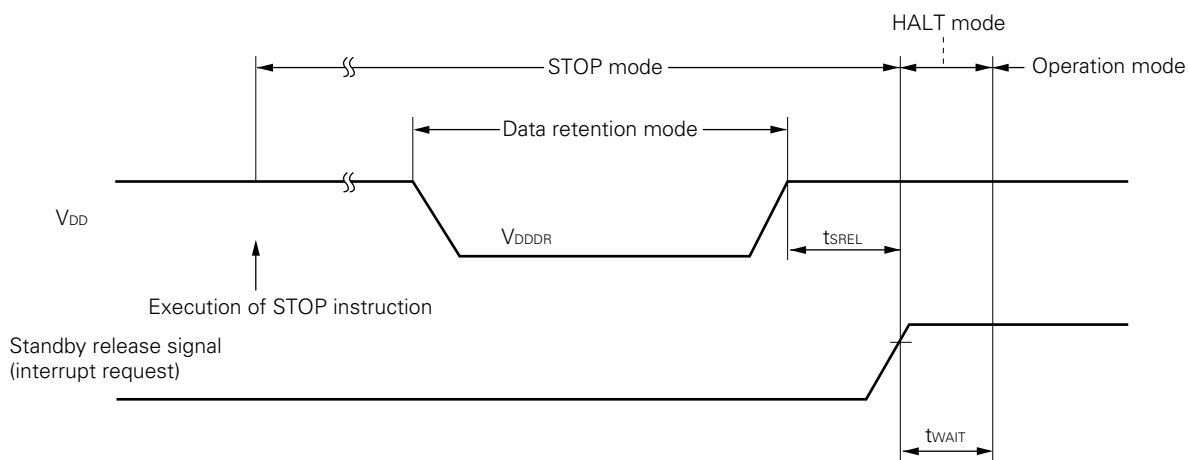 HALT mode
STOP mode
Operation mode
Data retention mode
VDD
VDDDR
tSREL
Execution of STOP instruction
Standby release signal
(interrupt request)
tWAIT